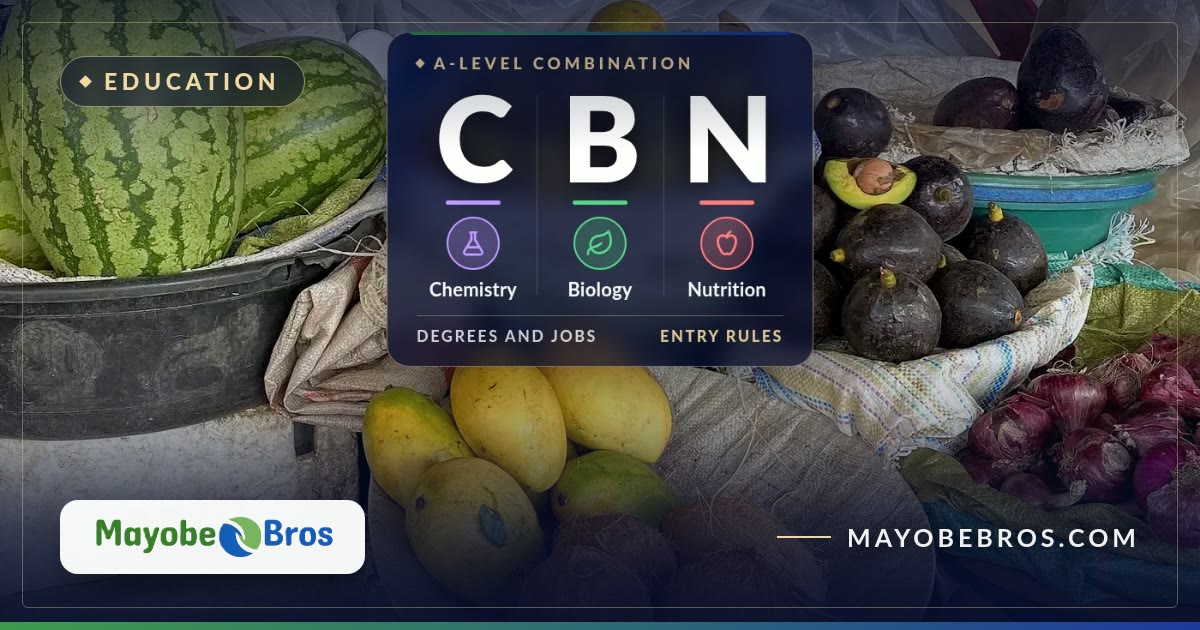 EDUCATION
A-LEVEL COMBINATION
C B N
Chemistry Biology Nutrition
DEGREES AND JOBS ENTRY RULES
Mayobe Bros
MAYOBEBROS.COM